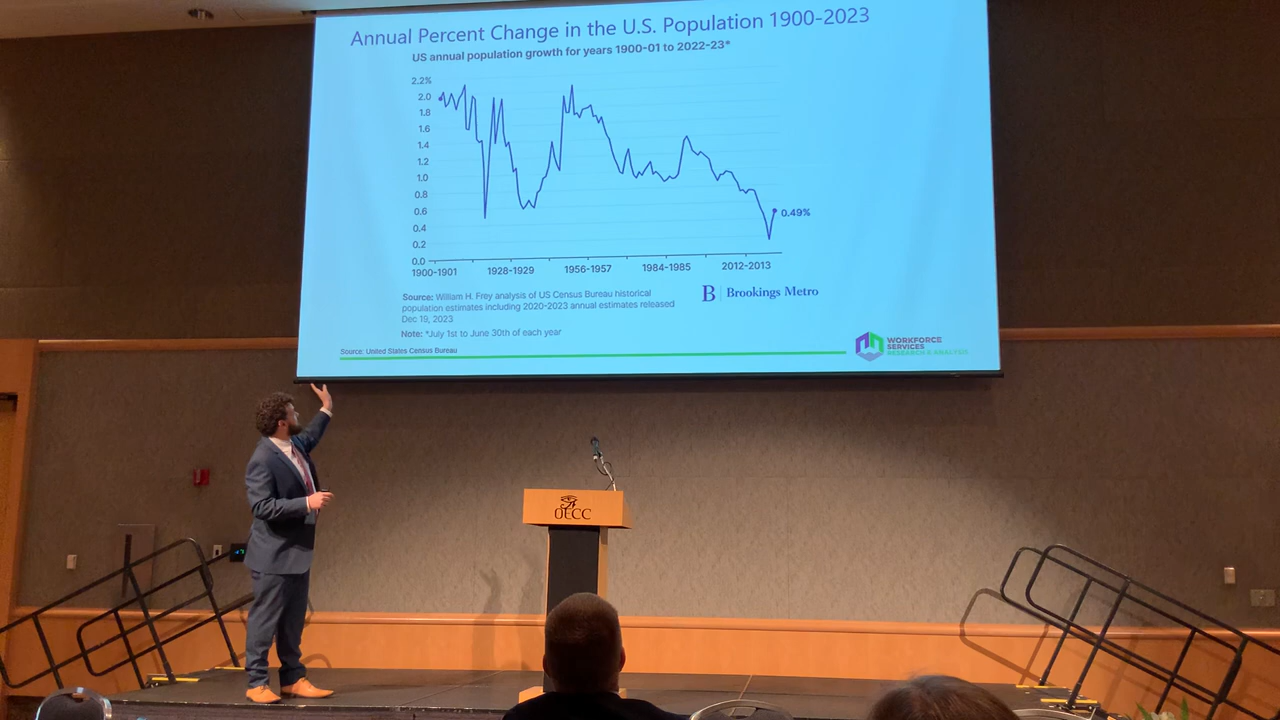 Annual Percent Change in the U.S. Population 1900-2023
US annual population growth for years 1900-01 to 2022-23*
2.2%
2.0
1.8
1.6
1.4
1.2
1.0
0.8
0.6
0.4
0.2
0.0
0.49%
1900-1901
1928-1929
1956-1957
1984-1985
2012-2013
Source: William H. Frey analysis of US Census Bureau historical
population estimates including 2020-2023 annual estimates released
Dec 19, 2023
B Brookings Metro
Note: *July 1st to June 30th of each year
Source: United States Census Bureau
WORKFORCE
SERVICES
RESEARCH & ANALYSIS
OECC